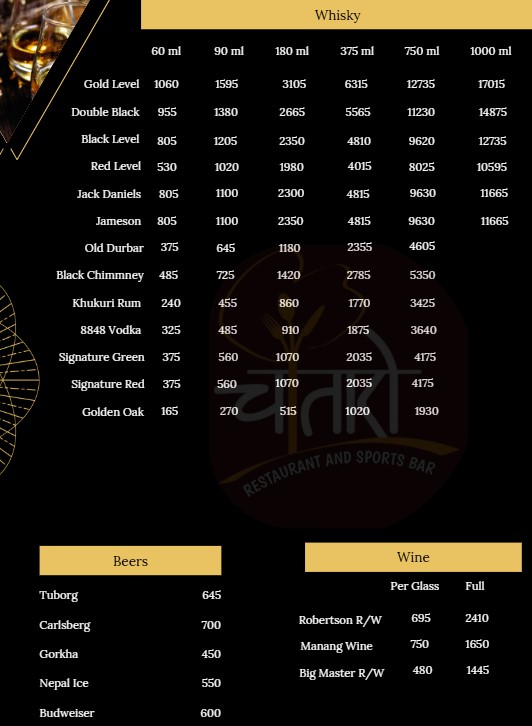 Whisky
60 ml 90 ml 180 ml 375 ml 750 ml 1000 ml
Gold Level 1060 1595 3105 6315 12735 17015
Double Black 955 1380 2665 5565 11230 14875
Black Level 805 1205 2350 4810 9620 12735
Red Level 530 1020 1980 4015 8025 10595
Jack Daniels 805 1100 2300 4815 9630 11665
Jameson 805 1100 2350 4815 9630 11665
Old Durbar 375 645 1180 2355 4605
Black Chimmney 485 725 1420 2785 5350
Khukuri Rum 240 455 860 1770 3425
8848 Vodka 325 485 910 1875 3640
Signature Green 375 560 1070 2035 4175
Signature Red 375 560 1070 2035 4175
Golden Oak 165 270 515 1020 1930
RESTAURANT AND SPORTS BAR
Beers
Tuborg 645
Carlsberg 700
Gorkha 450
Nepal Ice 550
Budweiser 600
Wine
Per Glass Full
Robertson R/W 695 2410
Manang Wine 750 1650
Big Master R/W 480 1445